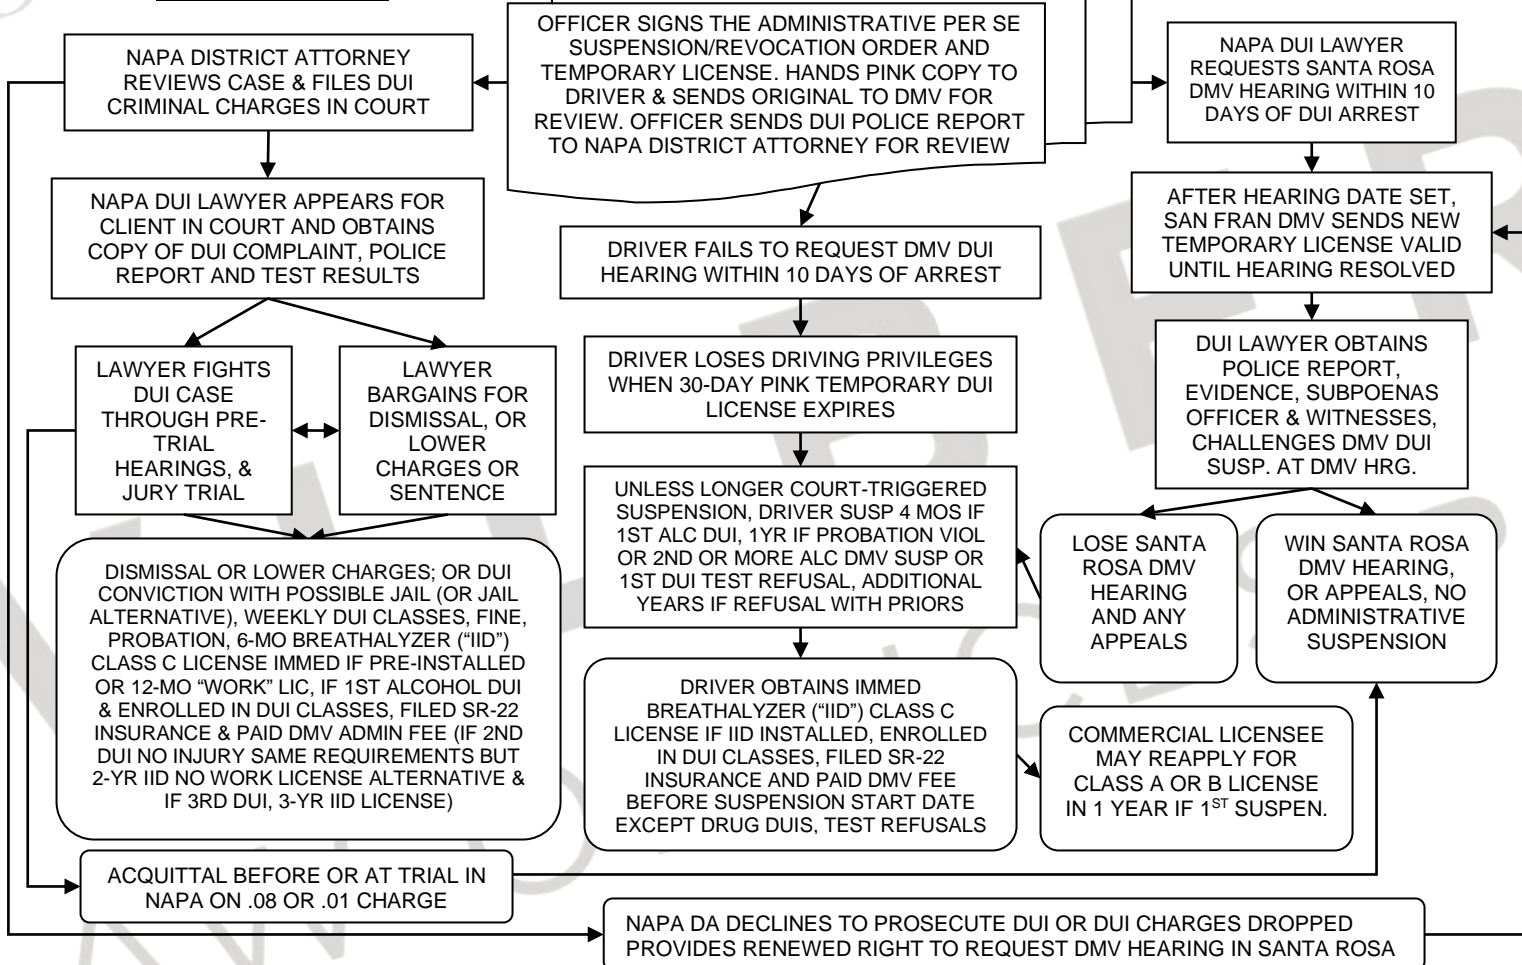 OFFICER SIGNS THE ADMINISTRATIVE PER SE
SUSPENSION/REVOCATION ORDER AND
TEMPORARY LICENSE. HANDS PINK COPY TO
DRIVER & SENDS ORIGINAL TO DMV FOR
REVIEW. OFFICER SENDS DUI POLICE REPORT
TO NAPA DISTRICT ATTORNEY FOR REVIEW
NAPA DISTRICT ATTORNEY
REVIEWS CASE & FILES DUI
CRIMINAL CHARGES IN COURT
NAPA DUI LAWYER
REQUESTS SANTA ROSA
DMV HEARING WITHIN 10
DAYS OF DUI ARREST
NAPA DUI LAWYER APPEARS FOR
CLIENT IN COURT AND OBTAINS
COPY OF DUI COMPLAINT, POLICE
REPORT AND TEST RESULTS
DRIVER FAILS TO REQUEST DMV DUI
HEARING WITHIN 10 DAYS OF ARREST
AFTER HEARING DATE SET,
SAN FRAN DMV SENDS NEW
TEMPORARY LICENSE VALID
UNTIL HEARING RESOLVED
LAWYER FIGHTS
DUI CASE
THROUGH PRE-
TRIAL
HEARINGS, &
JURY TRIAL
LAWYER
BARGAINS FOR
DISMISSAL, OR
LOWER
CHARGES OR
SENTENCE
DRIVER LOSES DRIVING PRIVILEGES
WHEN 30-DAY PINK TEMPORARY DUI
LICENSE EXPIRES
DUI LAWYER OBTAINS
POLICE REPORT,
EVIDENCE, SUBPOENAS
OFFICER & WITNESSES,
CHALLENGES DMV DUI
SUSP. AT DMV HRG.
UNLESS LONGER COURT-TRIGGERED
SUSPENSION, DRIVER SUSP 4 MOS IF
1ST ALC DUI, 1YR IF PROBATION VIOL
OR 2ND OR MORE ALC DMV SUSP OR
1ST DUI TEST REFUSAL, ADDITIONAL
YEARS IF REFUSAL WITH PRIORS
LOSE SANTA
ROSA DMV
HEARING
AND ANY
APPEALS
WIN SANTA ROSA
DMV HEARING,
OR APPEALS, NO
ADMINISTRATIVE
SUSPENSION
DISMISSAL OR LOWER CHARGES; OR DUI
CONVICTION WITH POSSIBLE JAIL (OR JAIL
ALTERNATIVE), WEEKLY DUI CLASSES, FINE,
PROBATION, 6-MO BREATHALYZER (“IID”)
CLASS C LICENSE IMMED IF PRE-INSTALLED
OR 12-MO “WORK” LIC, IF 1ST ALCOHOL DUI
& ENROLLED IN DUI CLASSES, FILED SR-22
INSURANCE & PAID DMV ADMIN FEE (IF 2ND
DUI NO INJURY SAME REQUIREMENTS BUT
2-YR IID NO WORK LICENSE ALTERNATIVE &
IF 3RD DUI, 3-YR IID LICENSE)
DRIVER OBTAINS IMMED
BREATHALYZER (“IID”) CLASS C
LICENSE IF IID INSTALLED, ENROLLED
IN DUI CLASSES, FILED SR-22
INSURANCE AND PAID DMV FEE
BEFORE SUSPENSION START DATE
EXCEPT DRUG DUIS, TEST REFUSALS
COMMERCIAL LICENSEE
MAY REAPPLY FOR
CLASS A OR B LICENSE
IN 1 YEAR IF 1ST SUSPEN.
ACQUITTAL BEFORE OR AT TRIAL IN
NAPA ON .08 OR .01 CHARGE
NAPA DA DECLINES TO PROSECUTE DUI OR DUI CHARGES DROPPED
PROVIDES RENEWED RIGHT TO REQUEST DMV HEARING IN SANTA ROSA